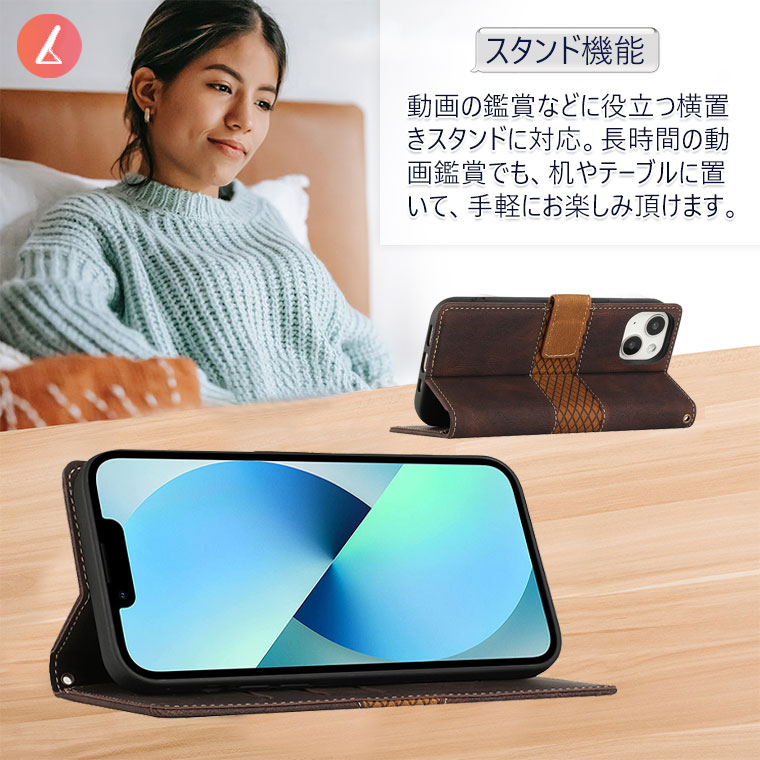 スタンド機能
動画の鑑賞などに役立つ横置
きスタンドに対応。長時間の動
画鑑賞でも、机やテーブルに置
いて、手軽にお楽しみ頂けます。